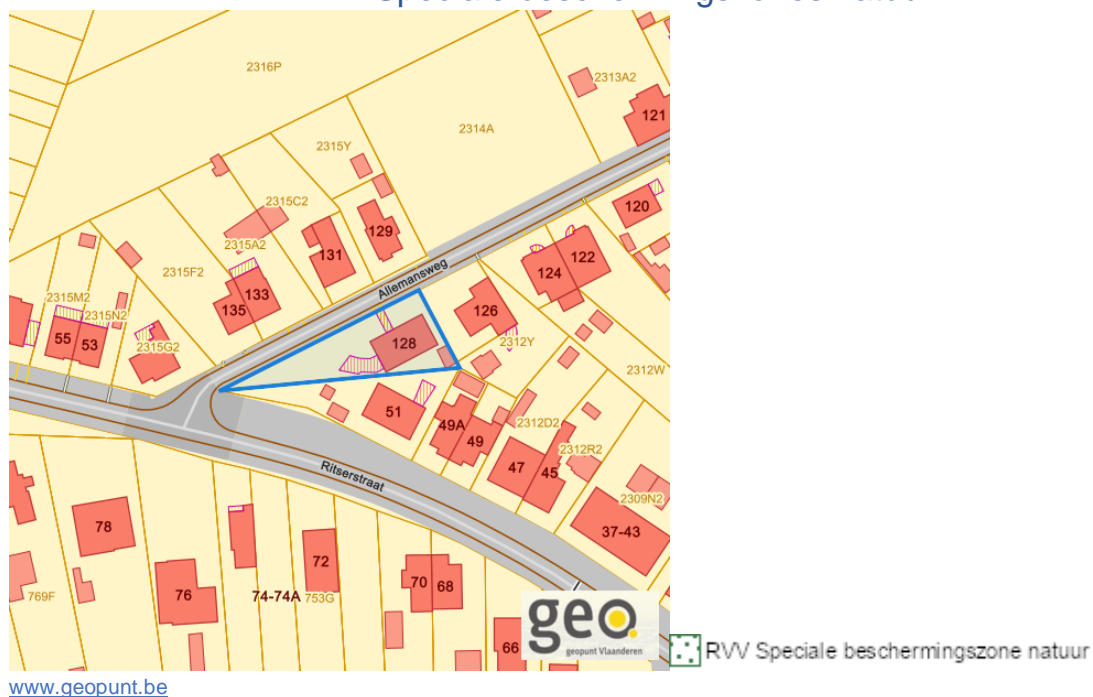 2316P
2313A2
121
2314A
2315Y
2315C2
120
129
131
2315A2
122
124
2315F2
Allemansweg
133
135
126
2315M2
2315N2
55
53
2315G2
128
2312Y
2312W
51
49A
49
2312D2
2312R2
47
45
Ritserstraat
2309N2
37-43
78
72
70
68
76
74-74A
753G
769F
66
geo
geopunt Vlaanderen
RVV Speciale beschermingszone natuur
www.geopunt.be